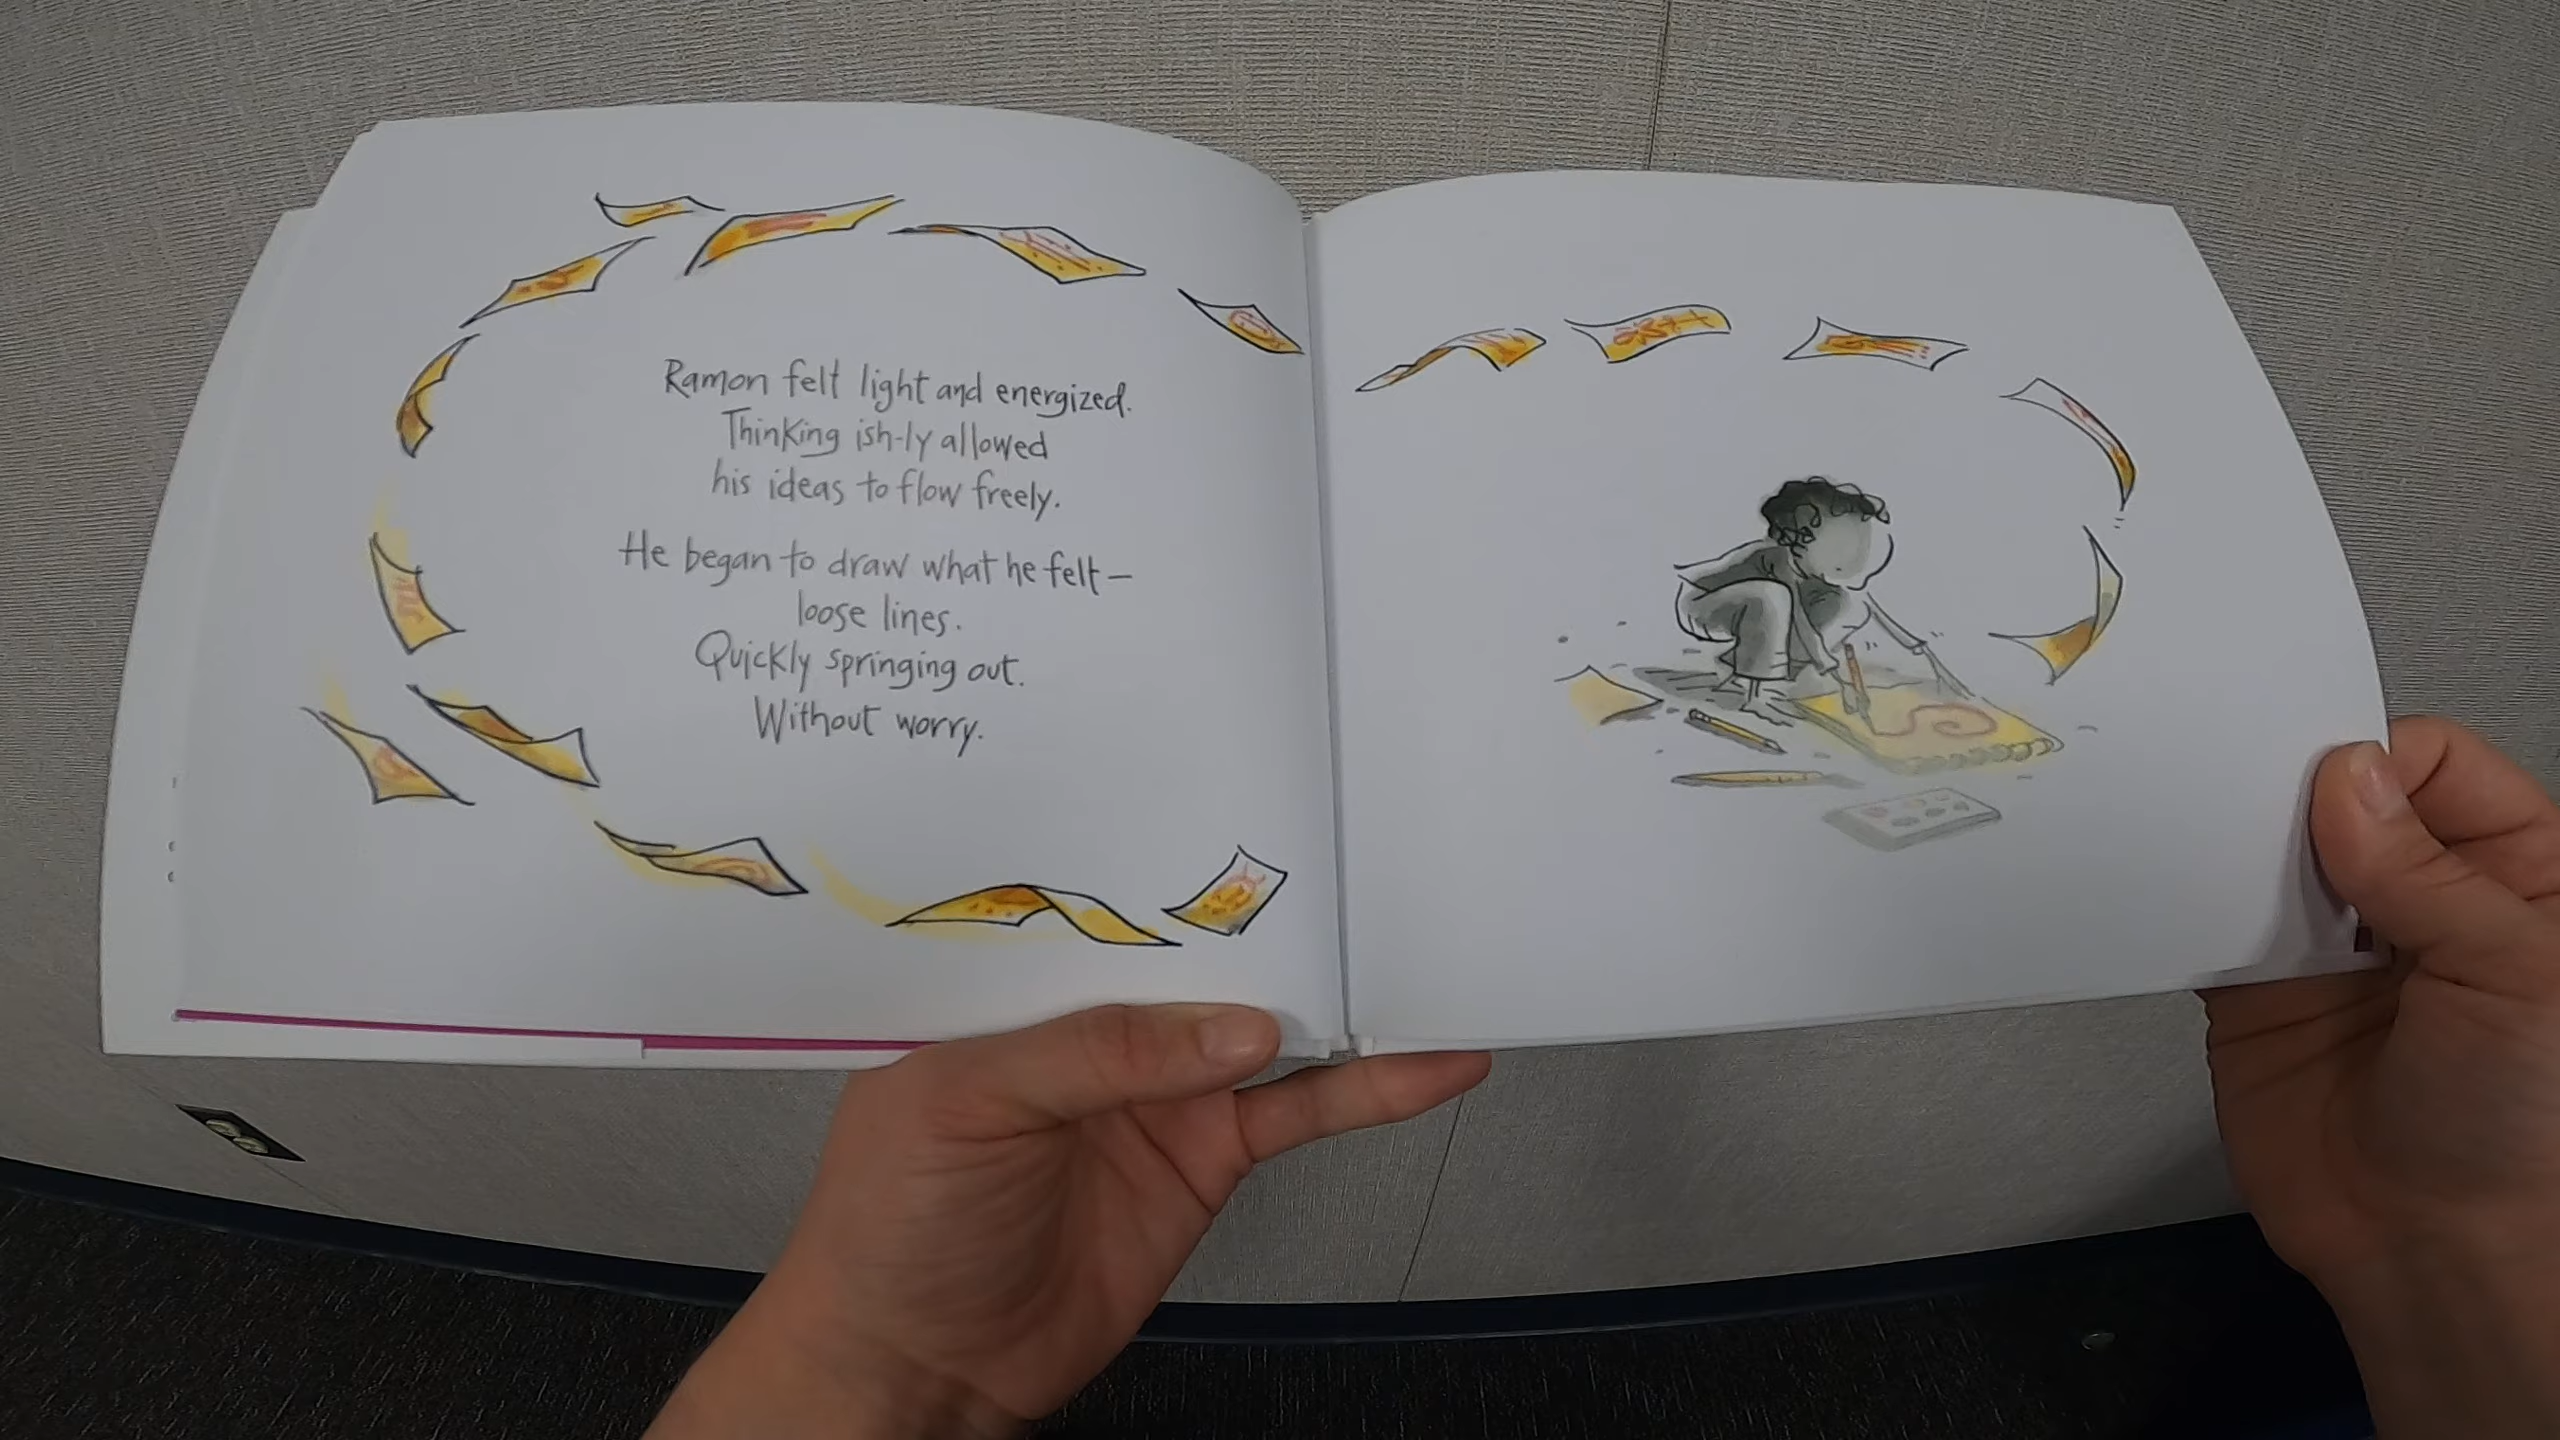 Ramon felt light and energized.
Thinking ish-ly allowed
his ideas to flow freely.
He began to draw what he felt—
loose lines.
Quickly springing out.
Without worry.